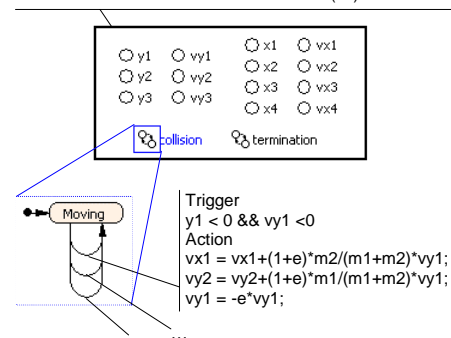 y1 vy1 x1 vx1
y2 vy2 x2 vx2
y3 vy3 x3 vx3
x4 vx4
collision termination
Moving
Trigger
y1 < 0 && vy1 <0
Action
vx1 = vx1+(1+e)*m2/(m1+m2)*vy1;
vy2 = vy2+(1+e)*m1/(m1+m2)*vy1;
vy1 = -e*vy1;